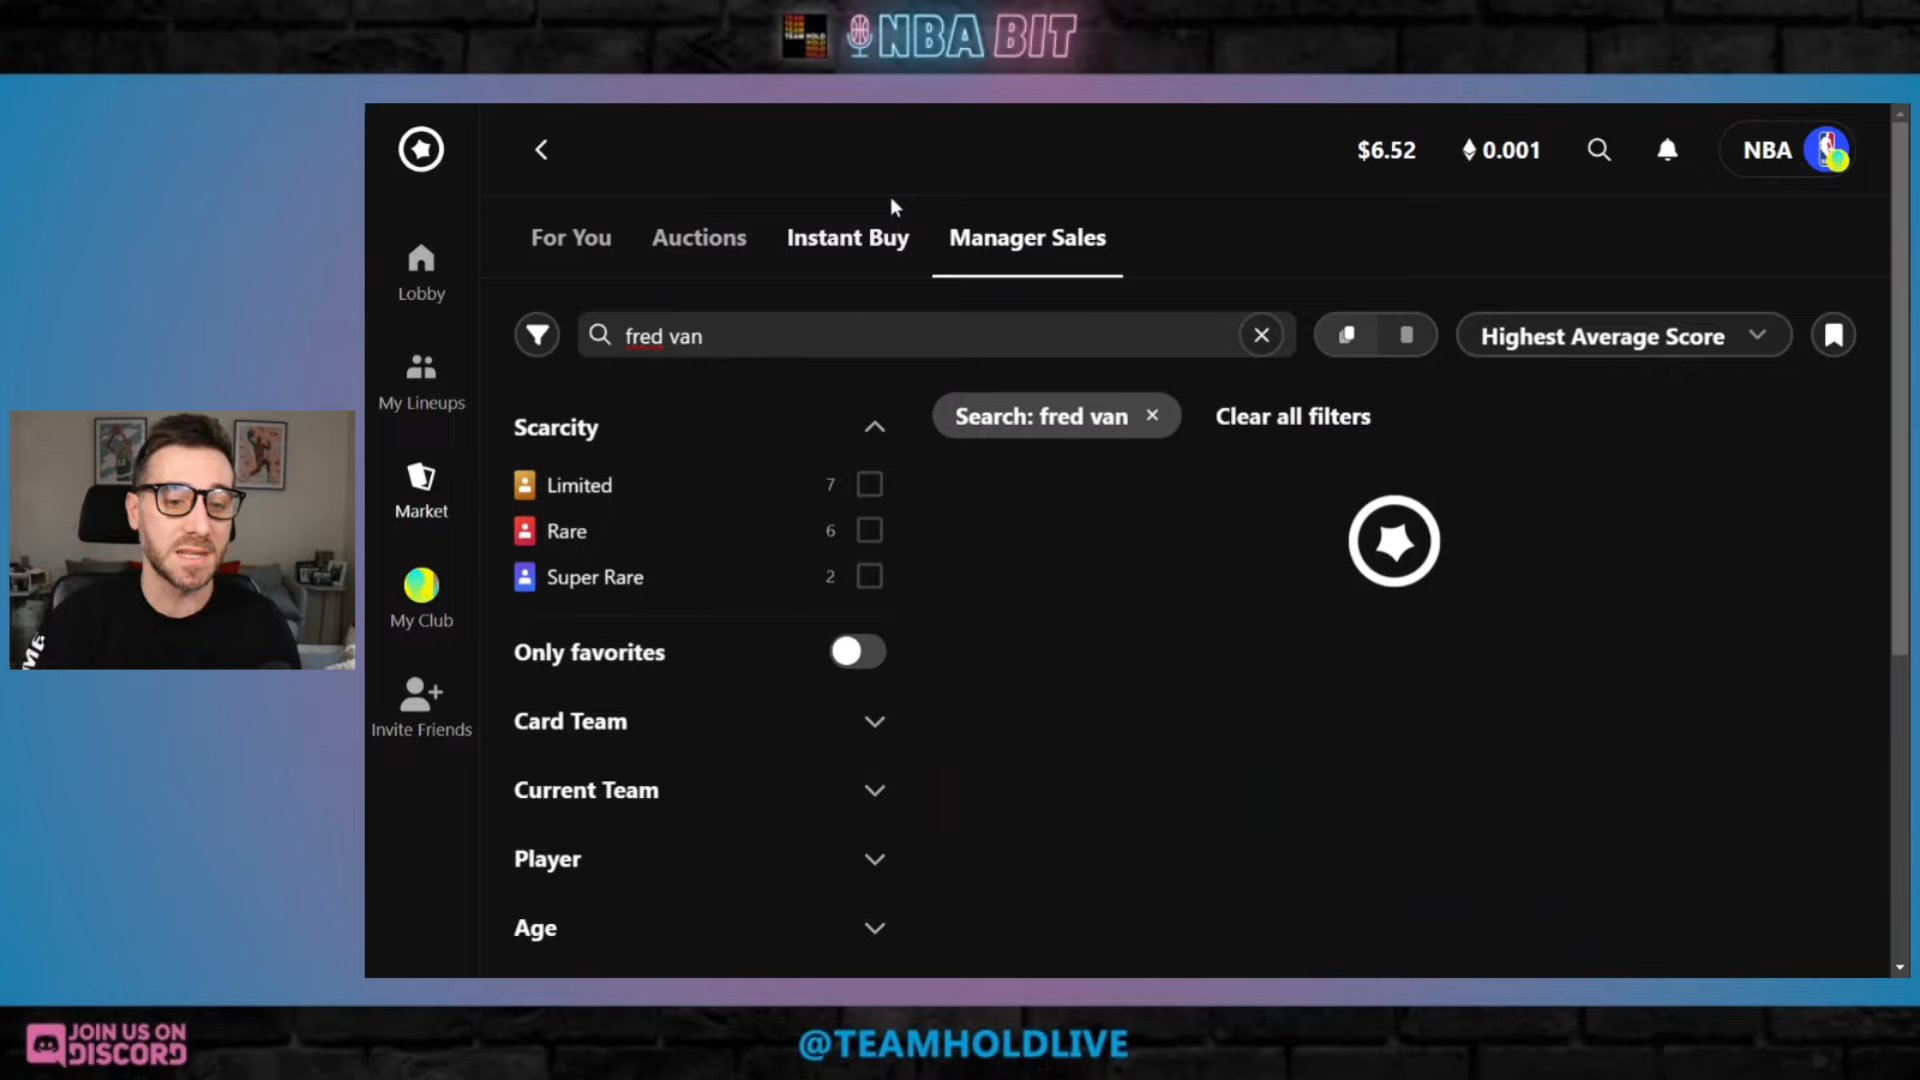 TEAM HOLD
NBA BIT
$6.52
0.001
NBA
For You
Auctions
Instant Buy
Manager Sales
Lobby
My Lineups
Market
My Club
Invite Friends
fred van
Highest Average Score
Search: fred van
Clear all filters
Scarcity
Limited 7
Rare 6
Super Rare 2
Only favorites
Card Team
Current Team
Player
Age
JOIN US ON
DISCORD
@TEAMHOLDLIVE